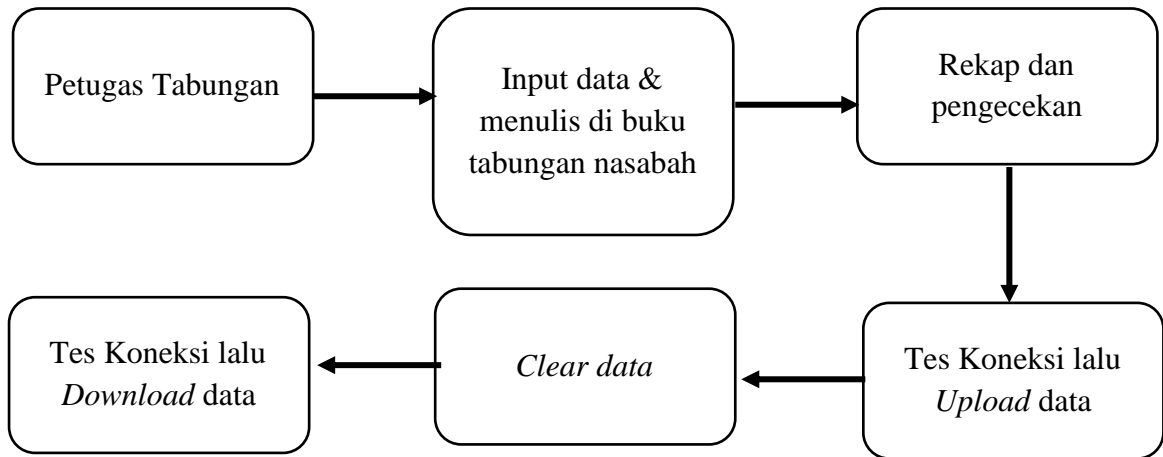 Petugas Tabungan
Input data &
menulis di buku
tabungan nasabah
Rekap dan
pengecekan
Tes Koneksi lalu
Upload data
Clear data
Tes Koneksi lalu
Download data